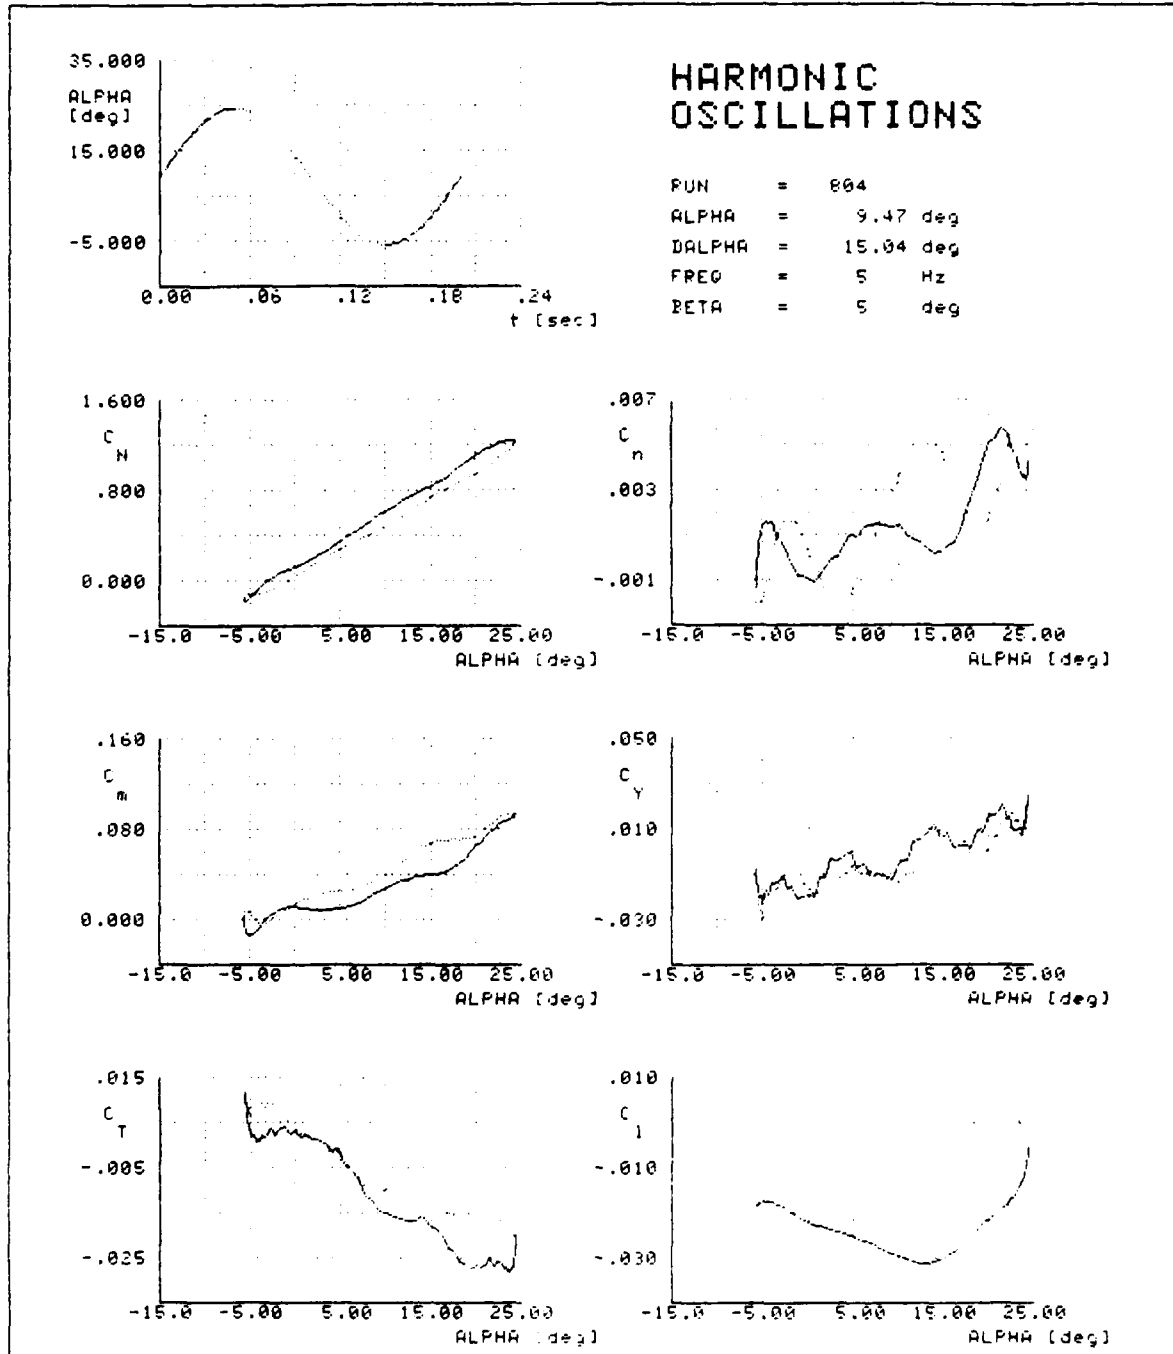 HARMONIC
OSCILLATIONS
RUN = 804
ALPHA = 9.47 deg
DALPHA = 15.04 deg
FREQ = 5 Hz
BETA = 5 deg
35.000
ALPHA
[deg]
15.000
-5.000
0.00 .06 .12 .18 .24
t [sec]
1.600
C N
.800
0.000
-15.0 -5.00 5.00 15.00 25.00
ALPHA [deg]
.007
C n
.003
-.001
-15.0 -5.00 5.00 15.00 25.00
ALPHA [deg]
.160
C m
.080
0.000
-15.0 -5.00 5.00 15.00 25.00
ALPHA [deg]
.050
C Y
.010
-.030
-15.0 -5.00 5.00 15.00 25.00
ALPHA [deg]
.015
C T
-.005
-.025
-15.0 -5.00 5.00 15.00 25.00
ALPHA [deg]
.010
C l
-.010
-.030
-15.0 -5.00 5.00 15.00 25.00
ALPHA [deg]